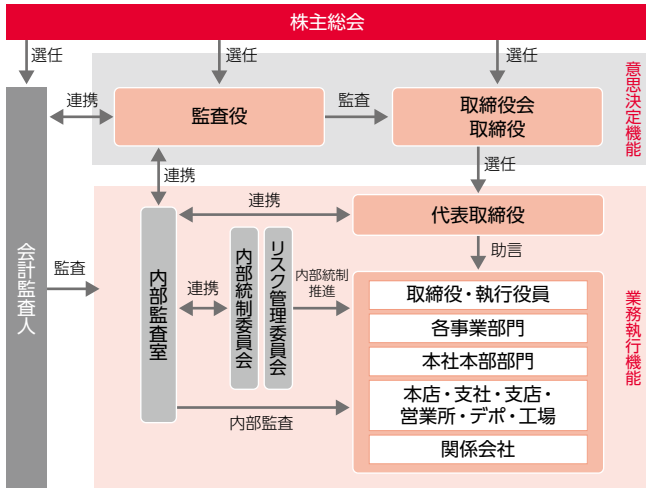 株主総会
選任
選任
選任
連携
監査役
監査
取締役会
取締役
意思決定機能
選任
連携
連携
代表取締役
助言
会計監査人
監査
内部監査室
連携
内部統制委員会
リスク管理委員会
内部統制
推進
取締役・執行役員
各事業部門
本社本部部門
本店・支社・支店・
営業所・デポ・工場
関係会社
内部監査
業務執行機能